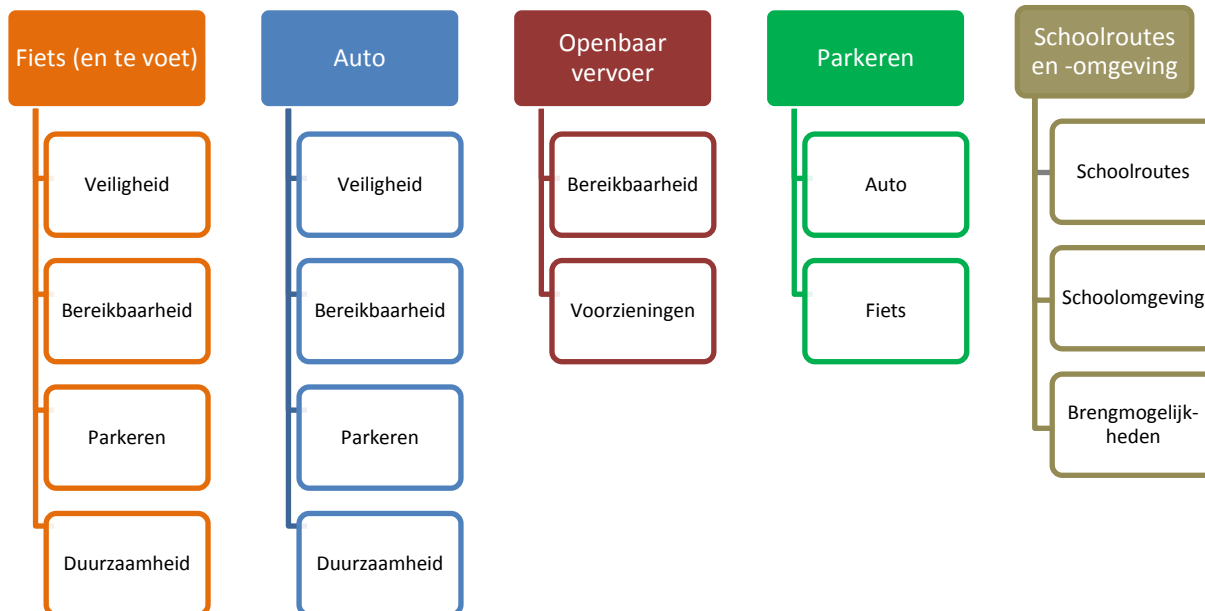 Fiets (en te voet)
Veiligheid
Bereikbaarheid
Parkeren
Duurzaamheid
Auto
Veiligheid
Bereikbaarheid
Parkeren
Duurzaamheid
Openbaar
vervoer
Bereikbaarheid
Voorzieningen
Parkeren
Auto
Fiets
Schoolroutes
en -omgeving
Schoolroutes
Schoolomgeving
Brengmogelijk-
heden